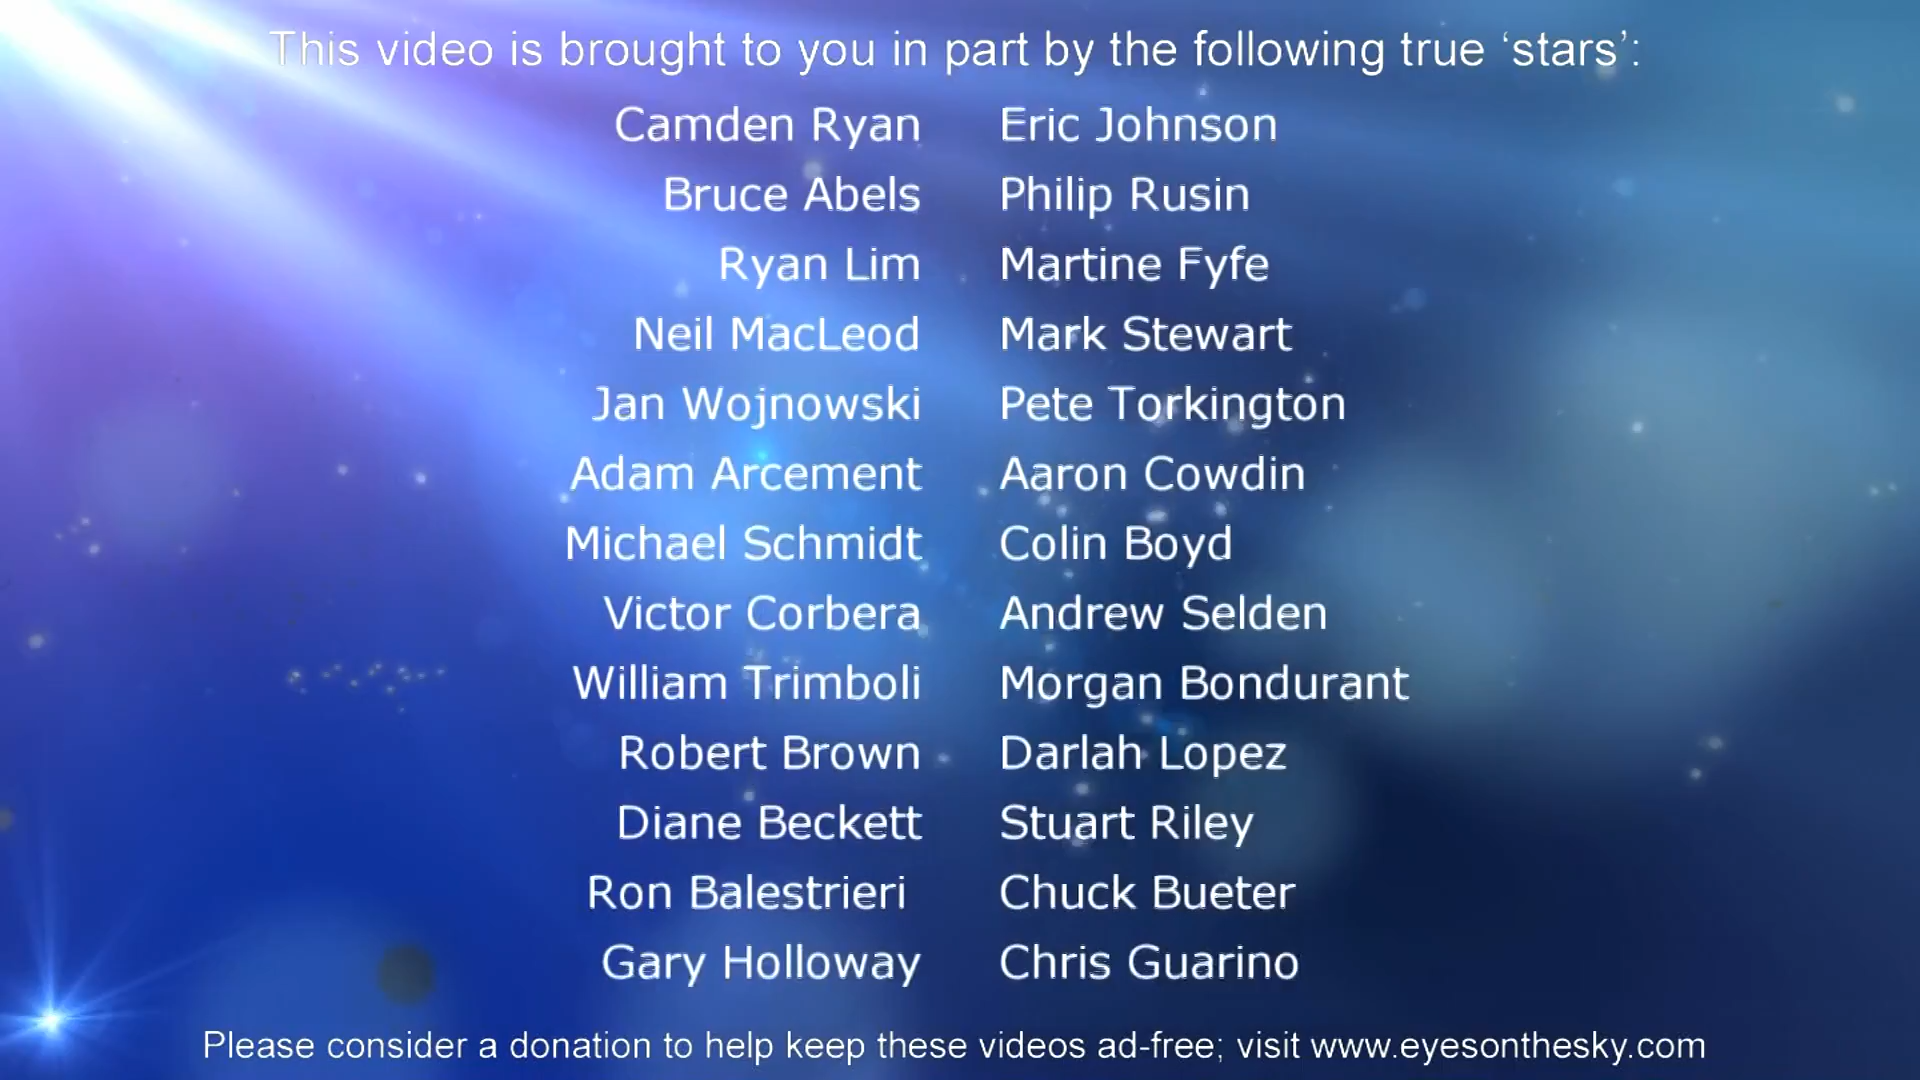 This video is brought to you in part by the following true ‘stars’:
Camden Ryan Eric Johnson
Bruce Abels Philip Rusin
Ryan Lim Martine Fyfe
Neil MacLeod Mark Stewart
Jan Wojnowski Pete Torkington
Adam Arcement Aaron Cowdin
Michael Schmidt Colin Boyd
Victor Corbera Andrew Selden
William Trimboli Morgan Bondurant
Robert Brown Darlah Lopez
Diane Beckett Stuart Riley
Ron Balestrieri Chuck Bueter
Gary Holloway Chris Guarino
Please consider a donation to help keep these videos ad-free; visit www.eyesonthesky.com